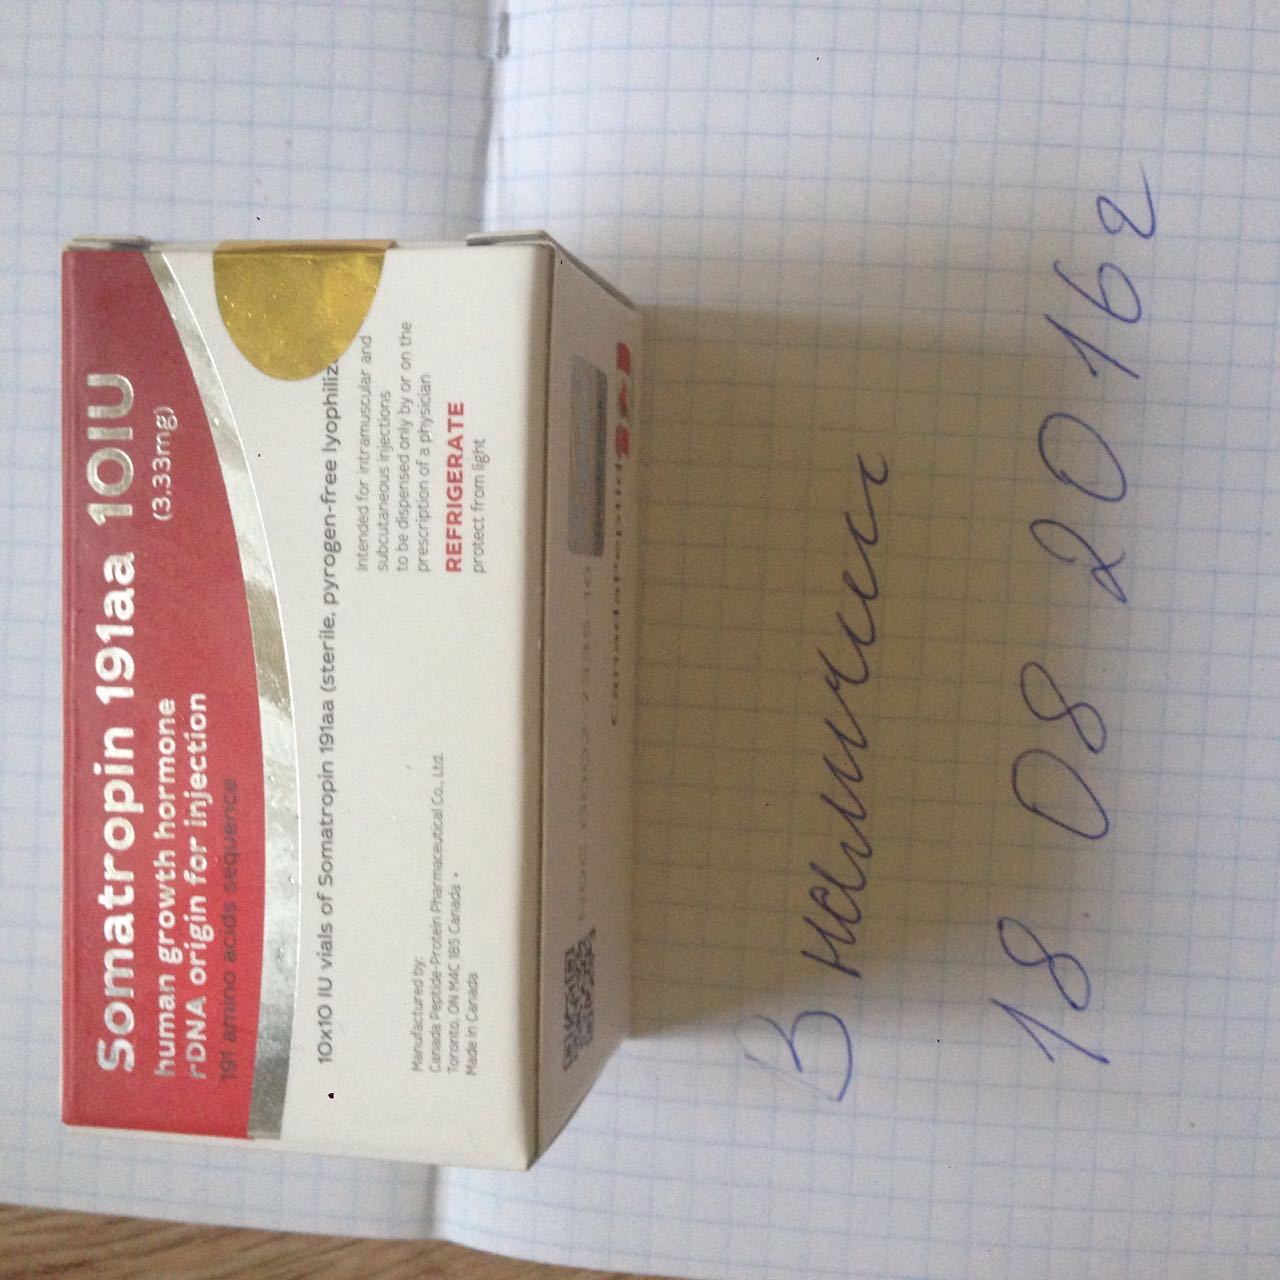 Somatropin 191aa 10IU
(3.33mg)
human growth hormone
rDNA origin for injection
191 amino acids sequence
10x10 IU vials of Somatropin 191aa (sterile, pyrogen-free lyophiliz
Intended for intramuscular and
subcutaneous injections
to be dispensed only by or on the
prescription of a physician
REFRIGERATE
protect from light
Manufactured by:
Canada Peptide-Protein Pharmaceutical Co., Ltd.
Toronto, ON MAC 1B5 Canada •
Made in Canada
CanadaPeptid
В наличии
18 08 2016г